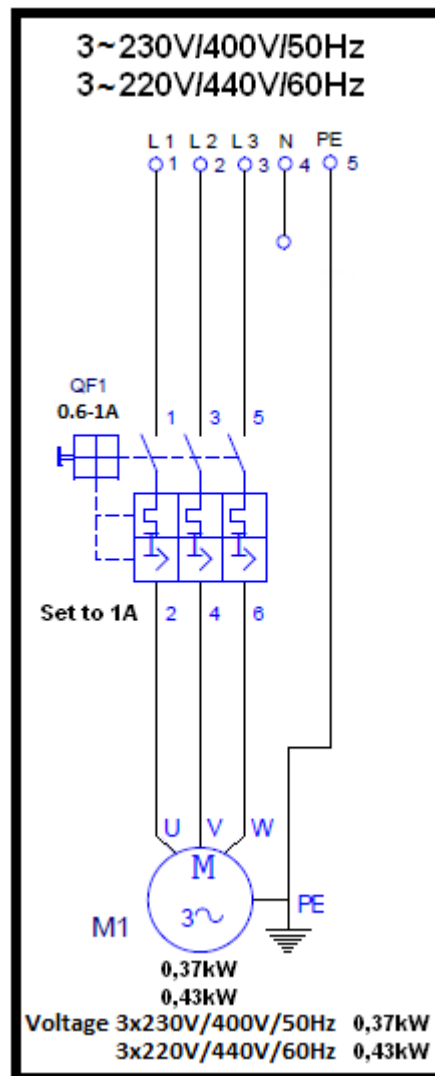 3~230V/400V/50Hz
3~220V/440V/60Hz
L1 L2 L3 N PE
1 2 3 4 5
QF1
0.6-1A
1 3 5
I> I> I>
Set to 1A 2 4 6
U V W
M
3~
M1
PE
0,37kW
0,43kW
Voltage 3x230V/400V/50Hz 0,37kW
3x220V/440V/60Hz 0,43kW